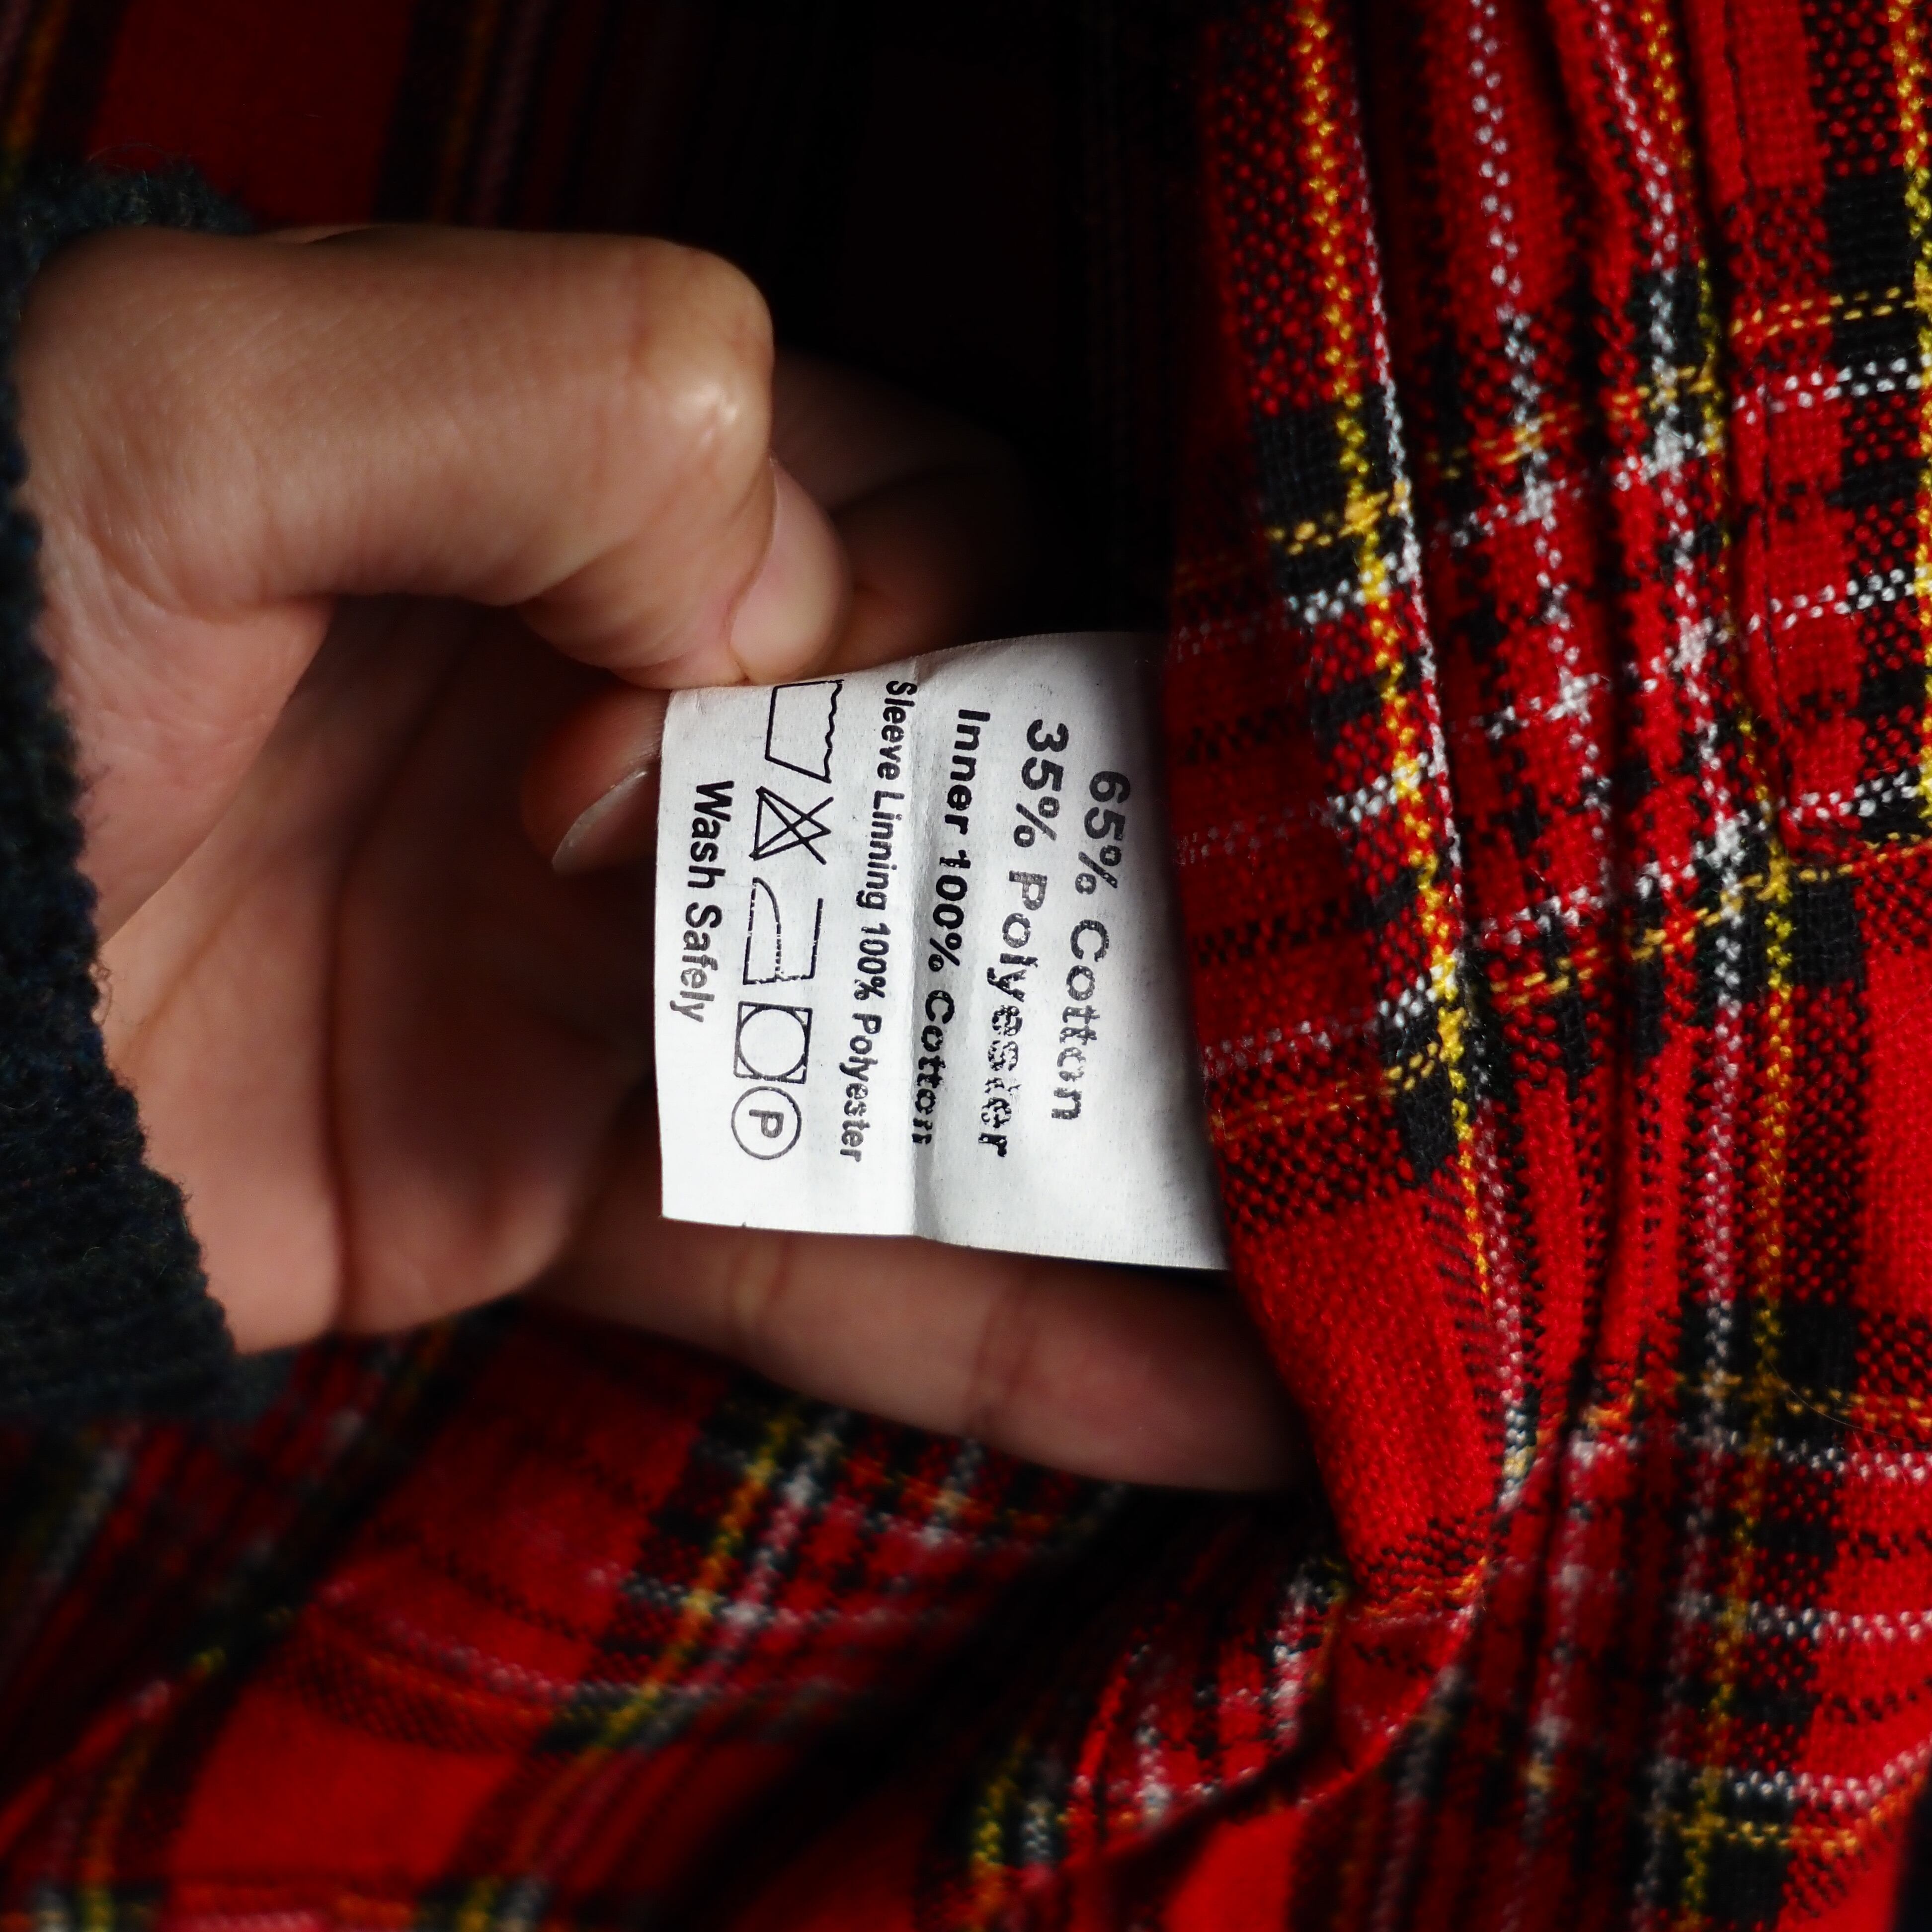 65% Cotton
35% Polyester
Inner 100% Cotton
Sleeve Linning 100% Polyester
P
Wash Safely